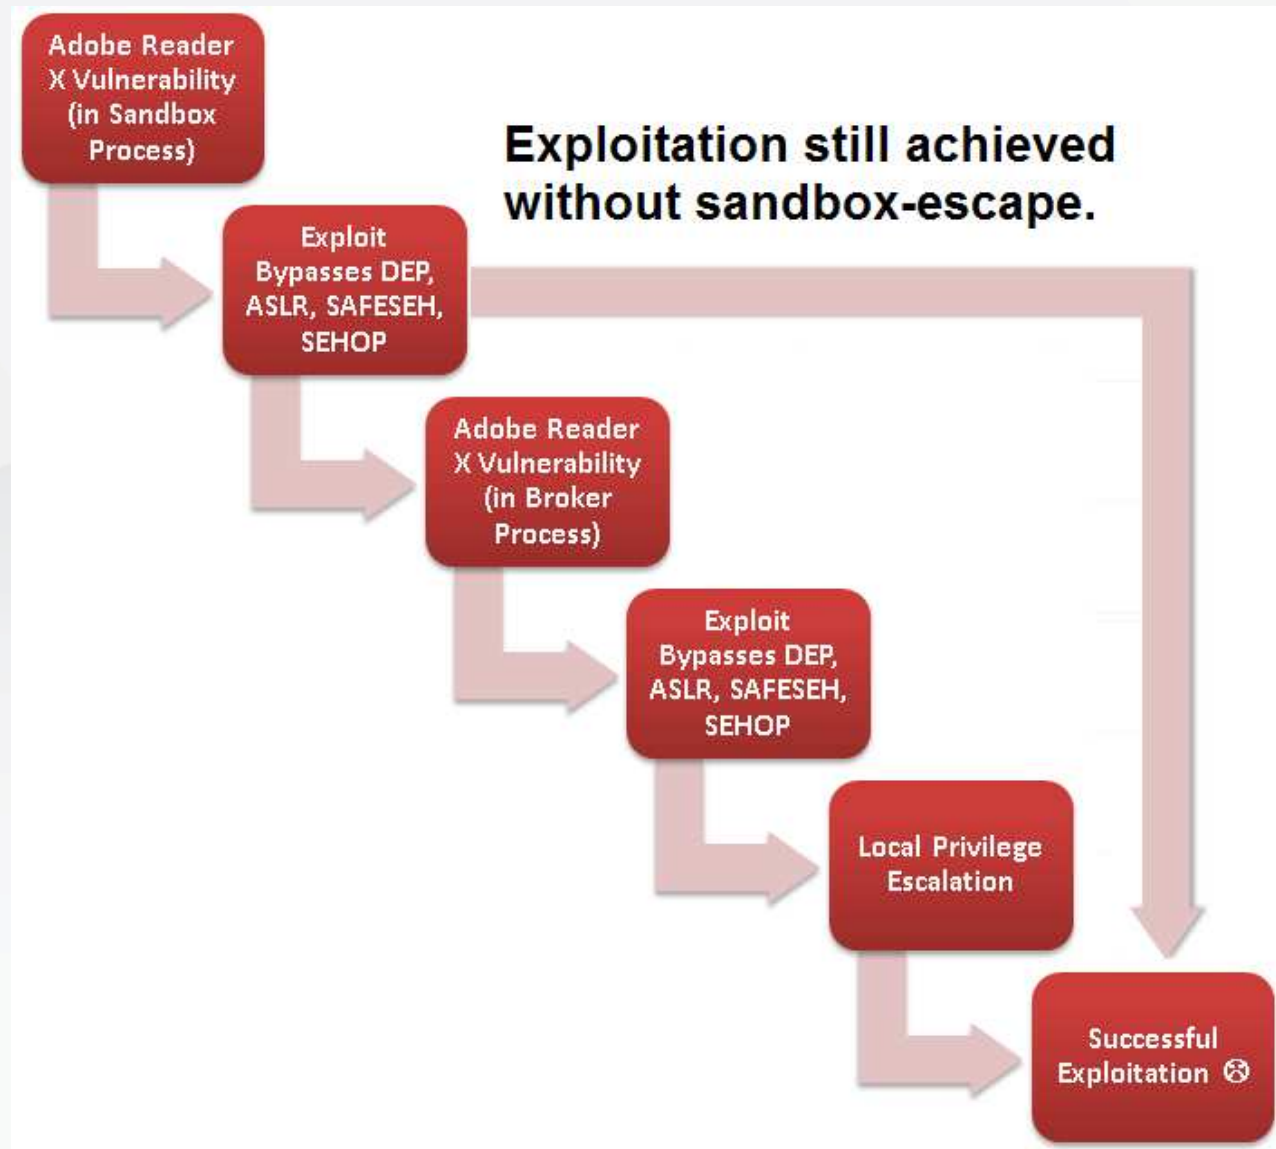 Adobe Reader
X Vulnerability
(in Sandbox
Process)
Exploitation still achieved
without sandbox-escape.
Exploit
Bypasses DEP,
ASLR, SAFESEH,
SEHOP
Adobe Reader
X Vulnerability
(in Broker
Process)
Exploit
Bypasses DEP,
ASLR, SAFESEH,
SEHOP
Local Privilege
Escalation
Successful
Exploitation ☹